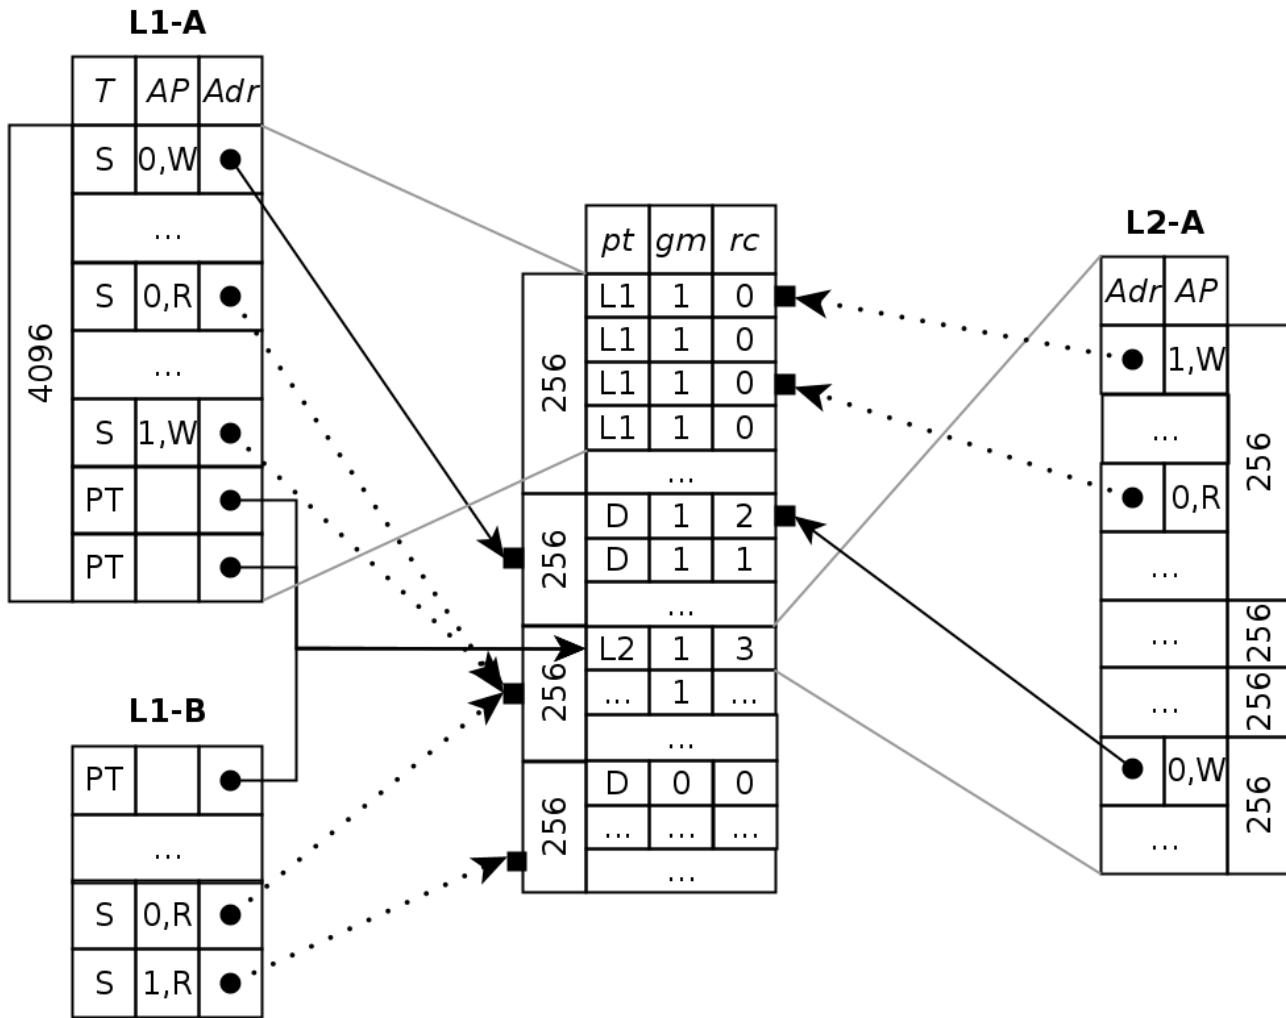 L1-A
T AP Adr
4096
S 0,W
...
S 0,R
...
S 1,W
PT
PT
L1-B
PT
...
S 0,R
S 1,R
pt gm rc
256
L1 1 0
L1 1 0
L1 1 0
L1 1 0
...
256
D 1 2
D 1 1
...
256
L2 1 3
... 1 ...
...
256
D 0 0
... ... ...
...
L2-A
Adr AP
1,W
...
0,R
...
256
...
256
...
256
0,W
...
256